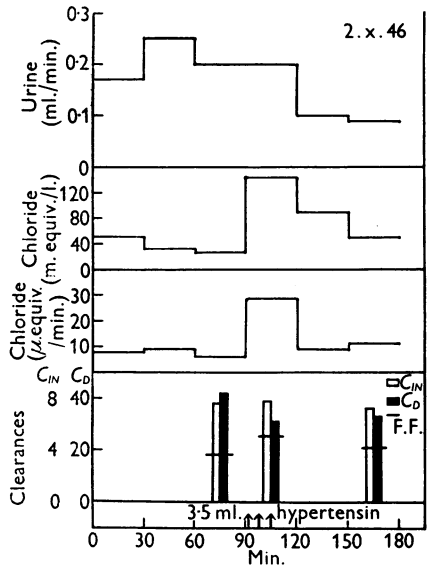 2.x.46
Urine
(ml./min.)
0·3
0·2
0·1
0
Chloride
(m. equiv./l.)
120
80
40
0
Chloride
(μ.equiv.
/min.)
30
20
10
C_IN C_D
Clearances
8 40
4 20
0 0
C_IN
C_D
F.F.
3·5 ml. hypertensin
0 30 60 90 120 150 180
Min.